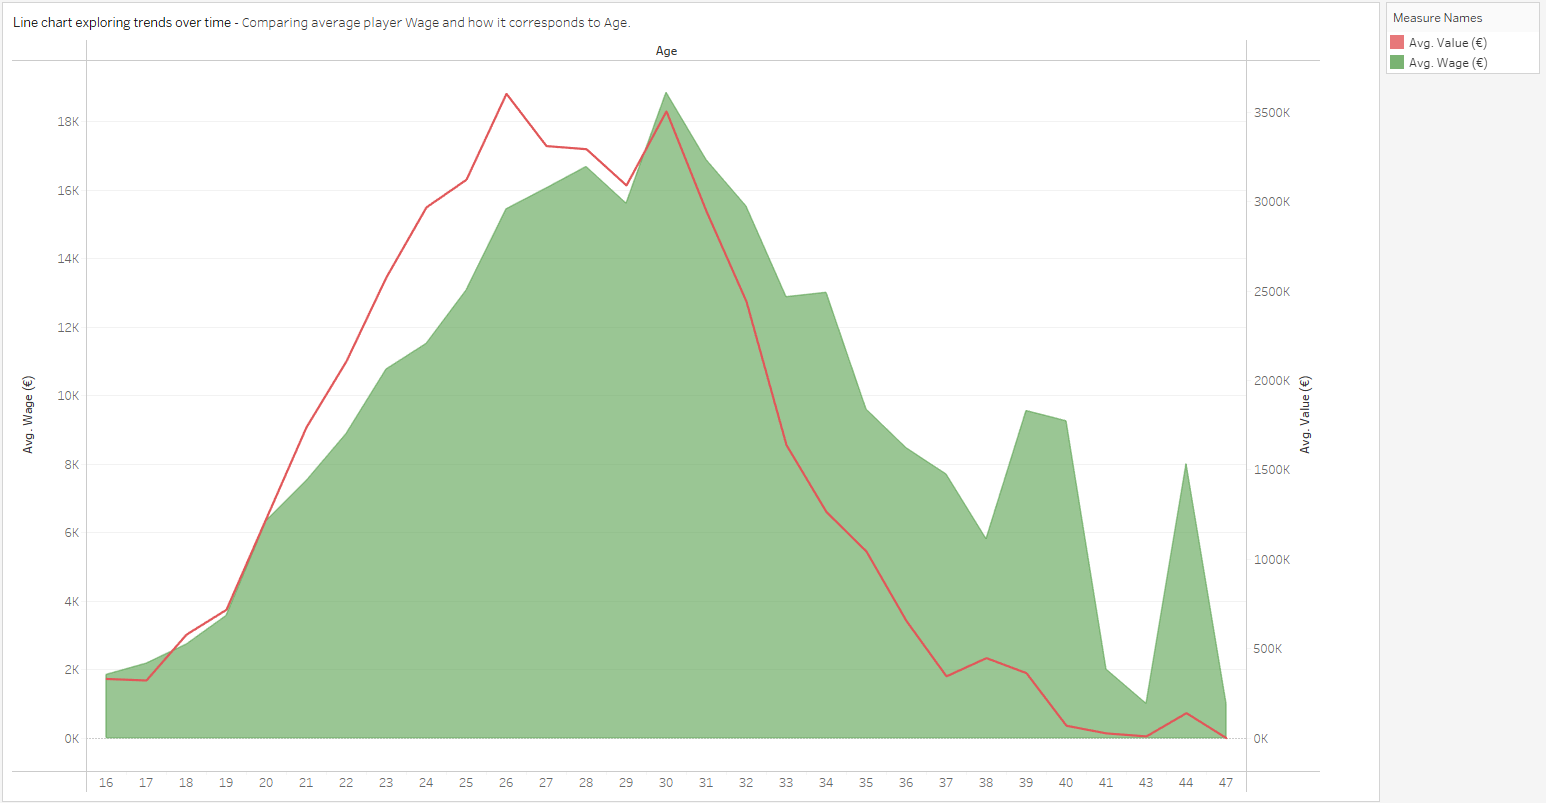 Line chart exploring trends over time - Comparing average player Wage and how it corresponds to Age.
Measure Names
Avg. Value (€)
Avg. Wage (€)
Age
18K
16K
14K
12K
10K
8K
6K
4K
2K
0K
Avg. Wage (€)
3500K
3000K
2500K
2000K
1500K
1000K
500K
0K
Avg. Value (€)
16 17 18 19 20 21 22 23 24 25 26 27 28 29 30 31 32 33 34 35 36 37 38 39 40 41 43 44 47